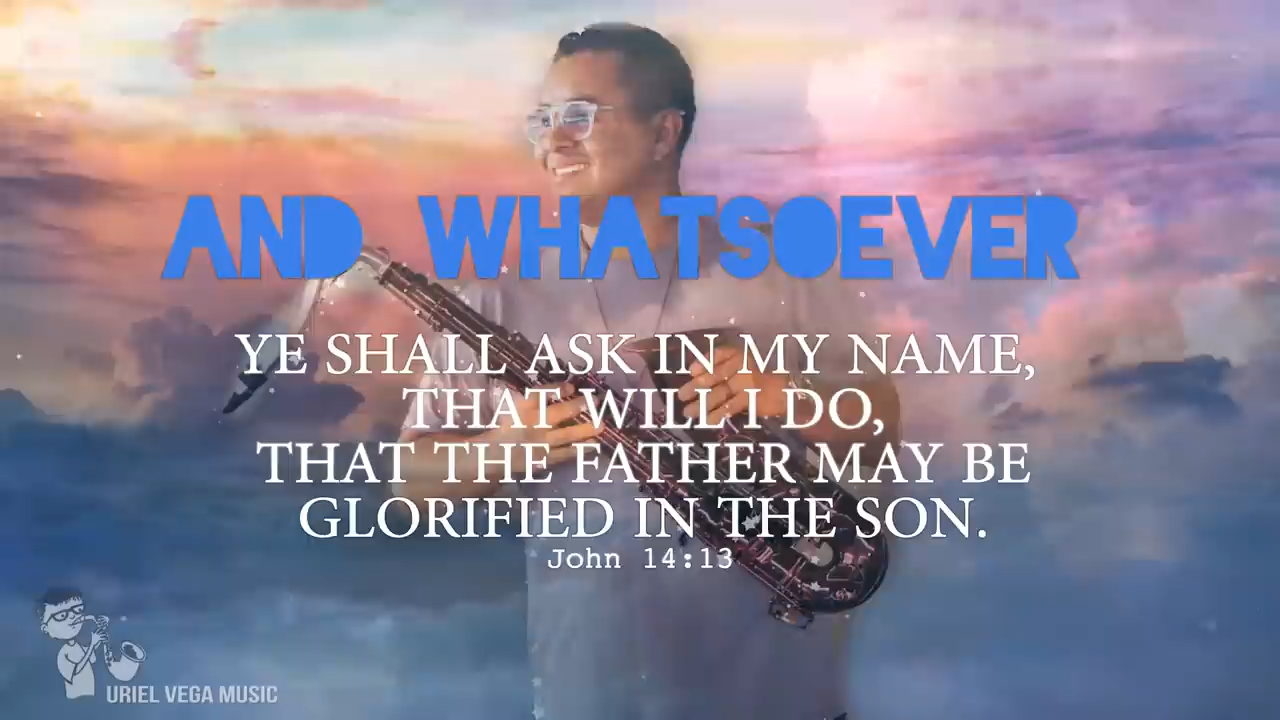 AND WHATSOEVER
YE SHALL ASK IN MY NAME,
THAT WILL I DO,
THAT THE FATHER MAY BE
GLORIFIED IN THE SON.
John 14:13
URIEL VEGA MUSIC